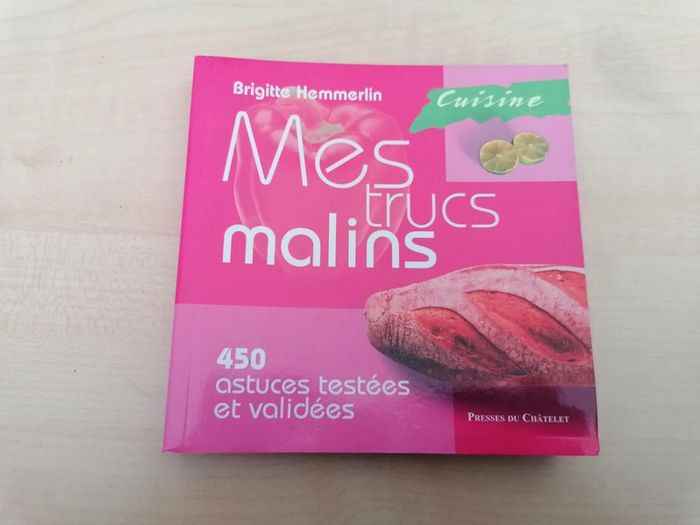 Brigitte Hemmerlin
Cuisine
Mes
trucs
malins
450
astuces testées
et validées
PRESSES DU CHÂTELET